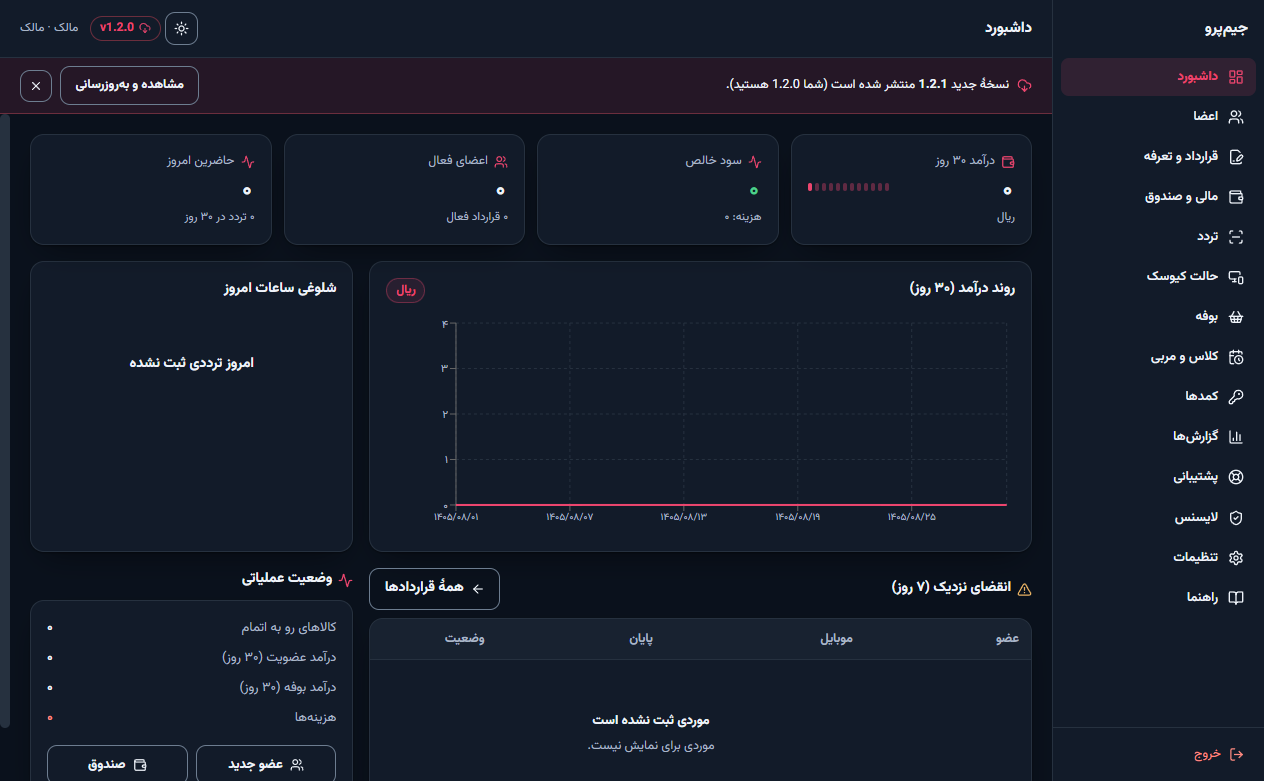 جیم‌پرو
داشبورد
اعضا
قرارداد و تعرفه
مالی و صندوق
تردد
حالت کیوسک
بوفه
کلاس و مربی
کمدها
گزارش‌ها
پشتیبانی
لایسنس
تنظیمات
راهنما
خروج
داشبورد
v1.2.0
مالک · مالک
نسخهٔ جدید 1.2.1 منتشر شده است (شما 1.2.0 هستید).
مشاهده و به‌روزرسانی
درآمد ۳۰ روز
۰
ریال
سود خالص
۰
هزینه: ۰
اعضای فعال
۰
۰ قرارداد فعال
حاضرین امروز
۰
۰ تردد در ۳۰ روز
روند درآمد (۳۰ روز)
ریال
۴
۳
۲
۱
۰
۱۴۰۵/۰۸/۰۱
۱۴۰۵/۰۸/۰۷
۱۴۰۵/۰۸/۱۳
۱۴۰۵/۰۸/۱۹
۱۴۰۵/۰۸/۲۵
شلوغی ساعات امروز
امروز ترددی ثبت نشده
انقضای نزدیک (۷ روز)
همهٔ قراردادها
عضو موبایل پایان وضعیت
موردی ثبت نشده است
موردی برای نمایش نیست.
وضعیت عملیاتی
کالاهای رو به اتمام ۰
درآمد عضویت (۳۰ روز) ۰
درآمد بوفه (۳۰ روز) ۰
هزینه‌ها ۰
عضو جدید
صندوق